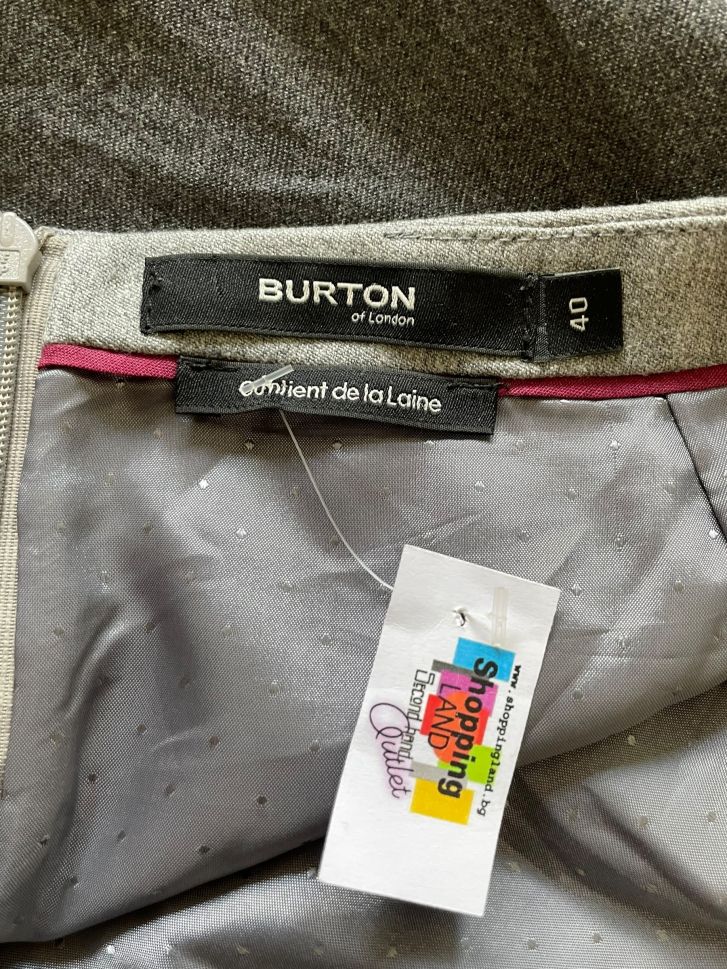 BURTON
of London
40
Contient de la Laine
www.shoppingland.bg
Shopping
LAND
Second hand
Outlet